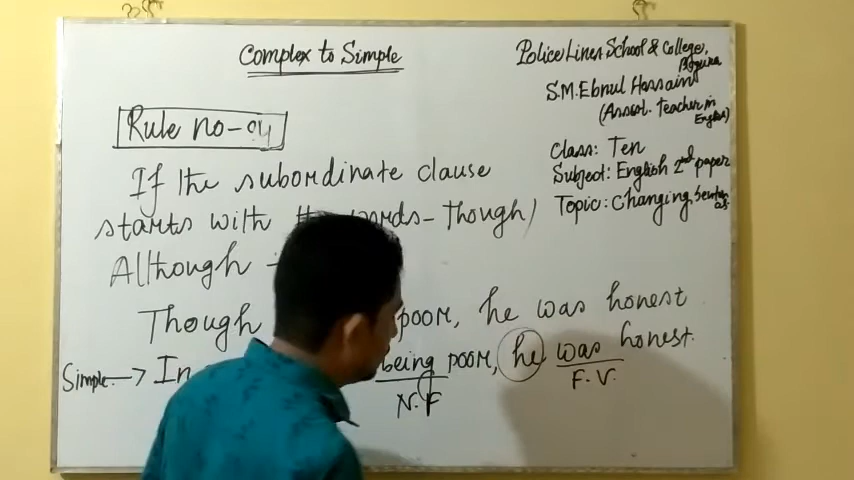 Complex to Simple
Police Lines School & College,
Bogura
S.M. Ebnul Hossain
(Assist. Teacher in
English)
Class: Ten
Subject: English 2nd paper
Topic: Changing
Rule no-04
If the subordinate clause
starts with the words - Though/
Although
Though poor, he was honest
Simple → In being poor, he was honest.
N.F F.V.